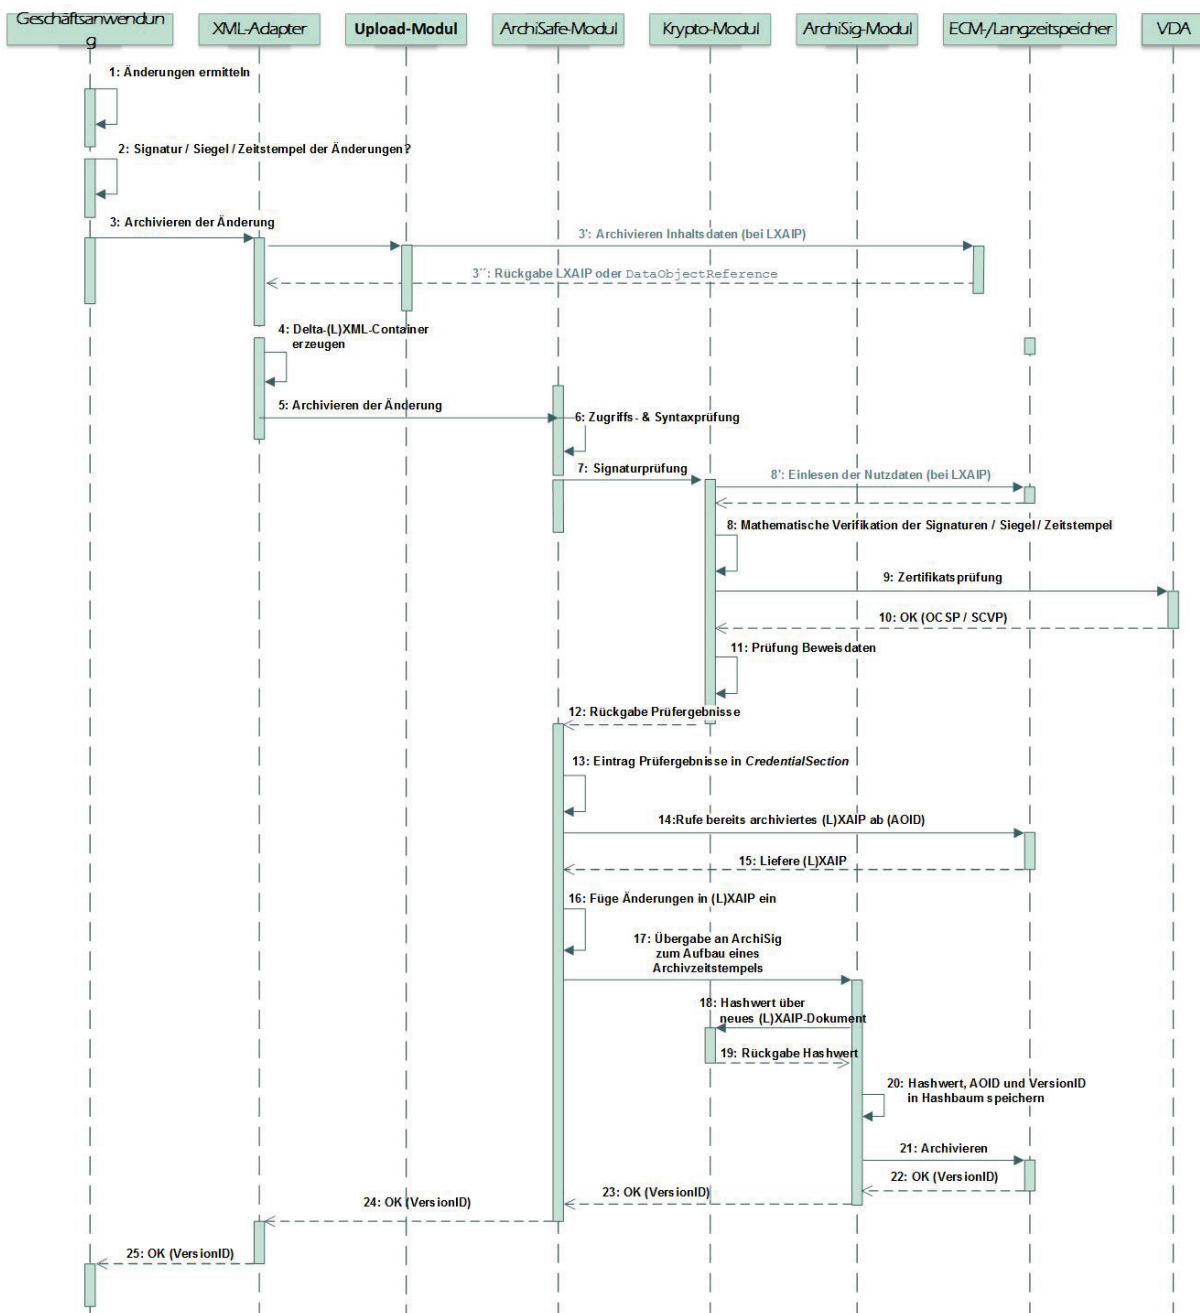 Geschäftsanwendun
g
XML-Adapter
Upload-Modul
ArchiSafe-Modul
Krypto-Modul
ArchiSig-Modul
ECM-/Langzeitspeicher
VDA
1: Änderungen ermitteln
2: Signatur / Siegel / Zeitstempel der Änderungen?
3: Archivieren der Änderung
3': Archivieren Inhaltsdaten (bei LXAIP)
3´´: Rückgabe LXAIP oder DataObjectReference
4: Delta-(L)XML-Container
erzeugen
5: Archivieren der Änderung
6: Zugriffs- & Syntaxprüfung
7: Signaturprüfung
8': Einlesen der Nutzdaten (bei LXAIP)
8: Mathematische Verifikation der Signaturen / Siegel / Zeitstempel
9: Zertifikatsprüfung
10: OK (OCSP / SCVP)
11: Prüfung Beweisdaten
12: Rückgabe Prüfergebnisse
13: Eintrag Prüfergebnisse in CredentialSection
14:Rufe bereits archiviertes (L)XAIP ab (AOID)
15: Liefere (L)XAIP
16: Füge Änderungen in (L)XAIP ein
17: Übergabe an ArchiSig
zum Aufbau eines
Archivzeitstempels
18: Hashwert über
neues (L)XAIP-Dokument
19: Rückgabe Hashwert
20: Hashwert, AOID und VersionID
in Hashbaum speichern
21: Archivieren
22: OK (VersionID)
23: OK (VersionID)
24: OK (VersionID)
25: OK (VersionID)